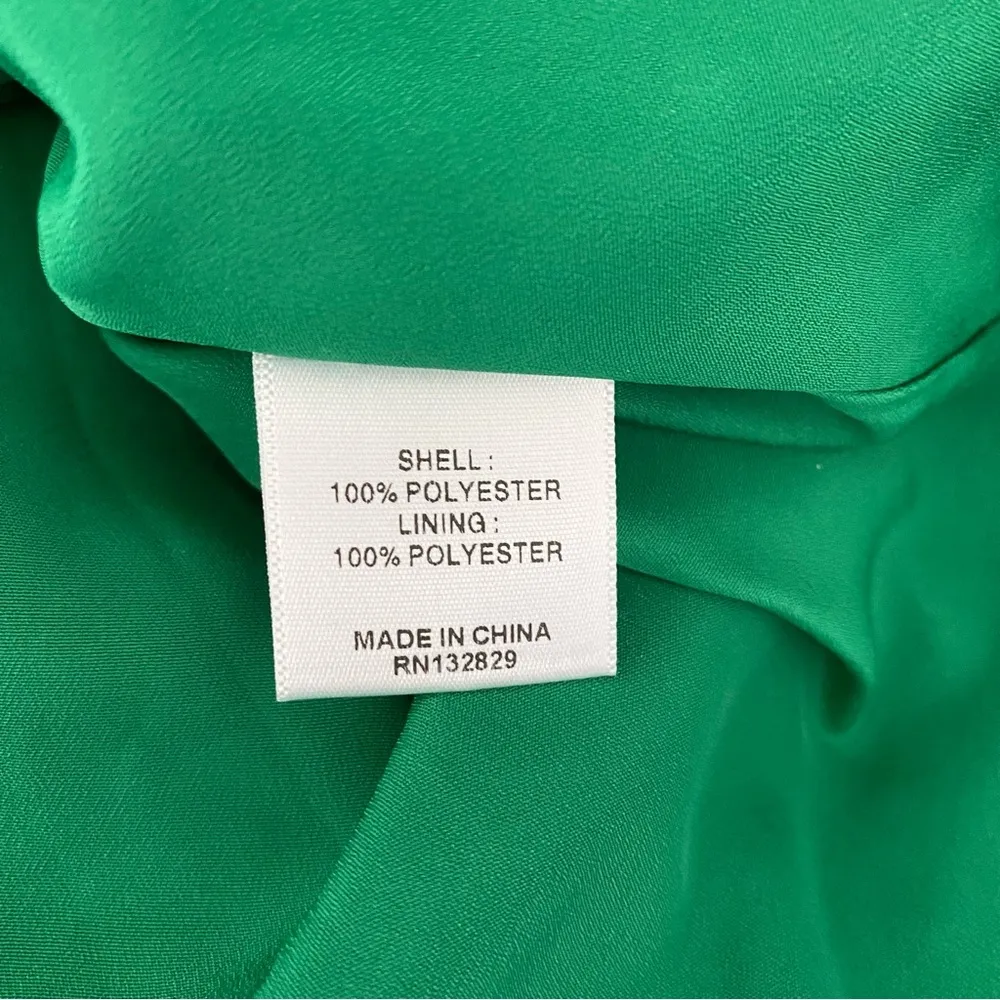 SHELL :
100% POLYESTER
LINING :
100% POLYESTER
MADE IN CHINA
RN132829